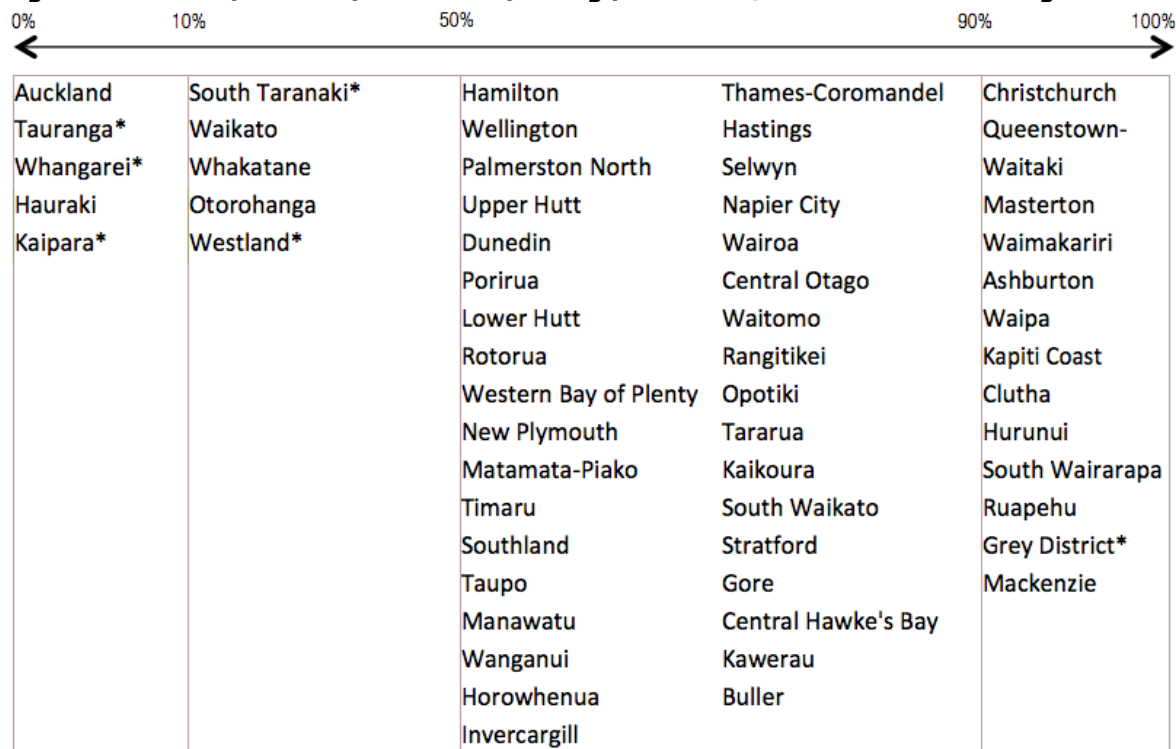 0% 10% 50% 90% 100%
Auckland South Taranaki* Hamilton Thames-Coromandel Christchurch
Tauranga* Waikato Wellington Hastings Queenstown-
Whangarei* Whakatane Palmerston North Selwyn Waitaki
Hauraki Otorohanga Upper Hutt Napier City Masterton
Kaipara* Westland* Dunedin Wairoa Waimakariri
Porirua Central Otago Ashburton
Lower Hutt Waitomo Waipa
Rotorua Rangitikei Kapiti Coast
Western Bay of Plenty Opotiki Clutha
New Plymouth Tararua Hurunui
Matamata-Piako Kaikoura South Wairarapa
Timaru South Waikato Ruapehu
Southland Stratford Grey District*
Taupo Gore Mackenzie
Manawatu Central Hawke's Bay
Wanganui Kawerau
Horowhenua Buller
Invercargill